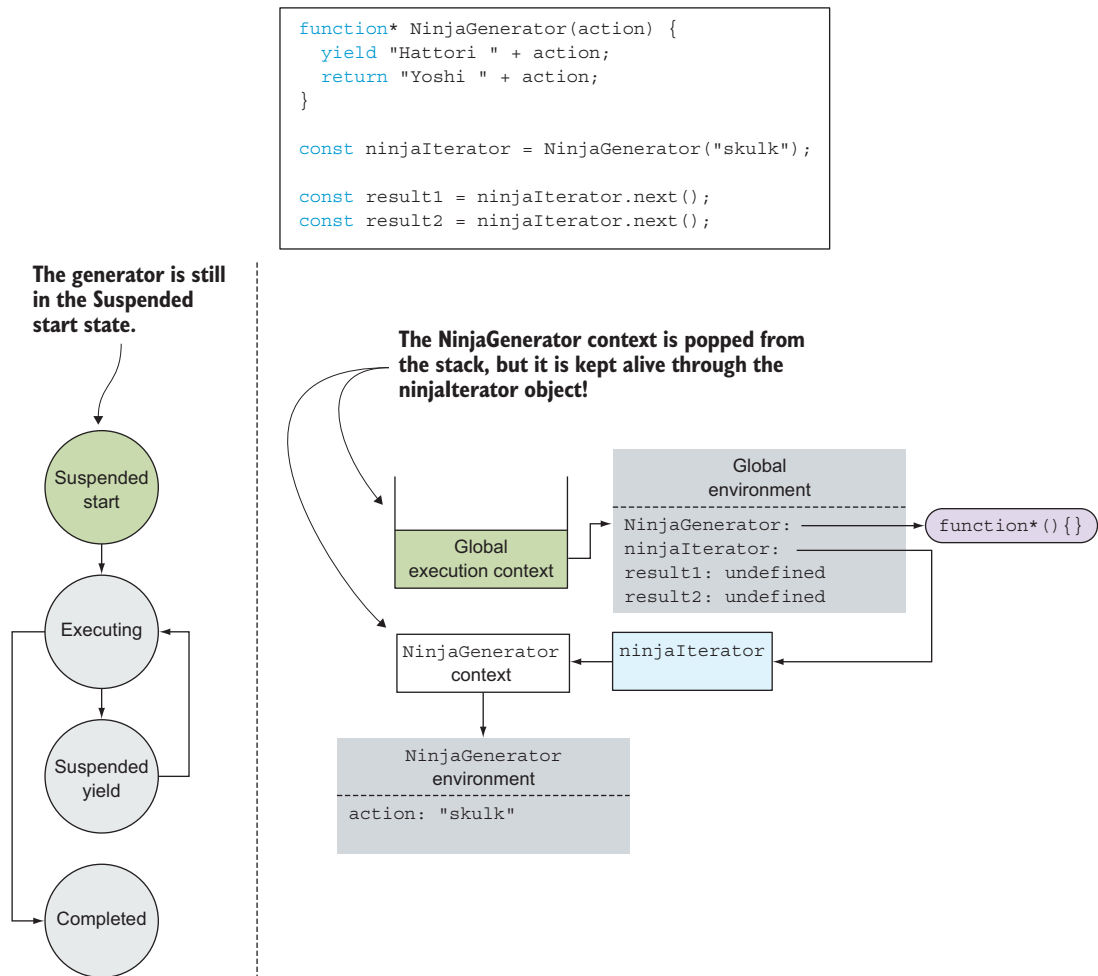 function* NinjaGenerator(action) {
  yield "Hattori " + action;
  return "Yoshi " + action;
}
const ninjaIterator = NinjaGenerator("skulk");
const result1 = ninjaIterator.next();
const result2 = ninjaIterator.next();
The generator is still
in the Suspended
start state.
Suspended
start
Executing
Suspended
yield
Completed
The NinjaGenerator context is popped from
the stack, but it is kept alive through the
ninjaIterator object!
Global
execution context
Global
environment
NinjaGenerator:
ninjaIterator:
result1: undefined
result2: undefined
function*(){}
NinjaGenerator
context
ninjaIterator
NinjaGenerator
environment
action: "skulk"